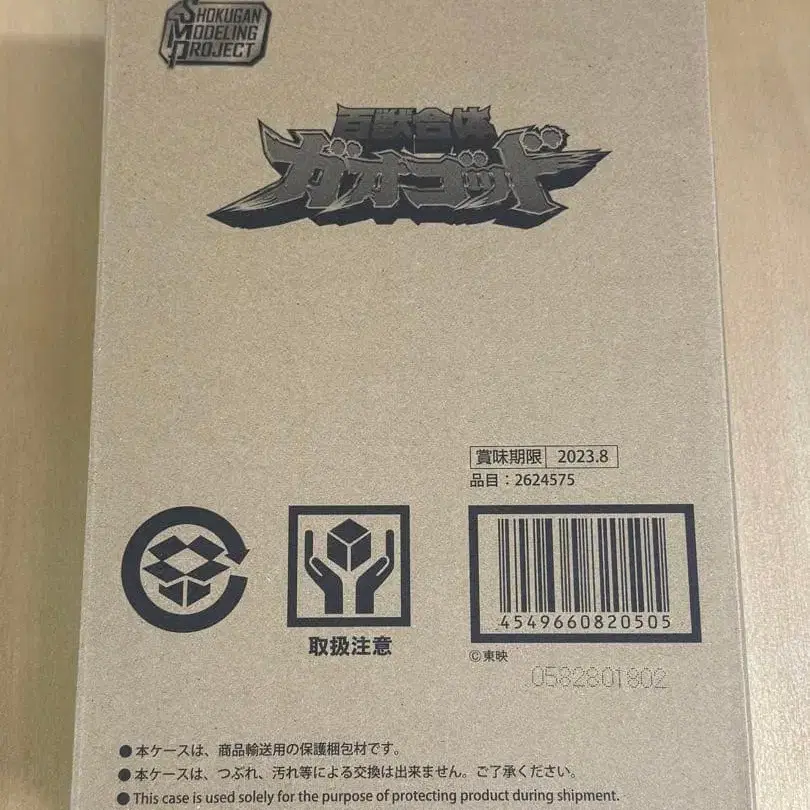 SHOKUGAN
MODELING
PROJECT
百獣合体
ガオゴッド
賞味期限 2023.8
品目：2624575
取扱注意
4549660820505
©東映
0582801802
●本ケースは、商品輸送用の保護梱包材です。
●本ケースは、つぶれ、汚れ等による交換は出来ません。ご了承ください。
●This case is used solely for the purpose of protecting product during shipment.